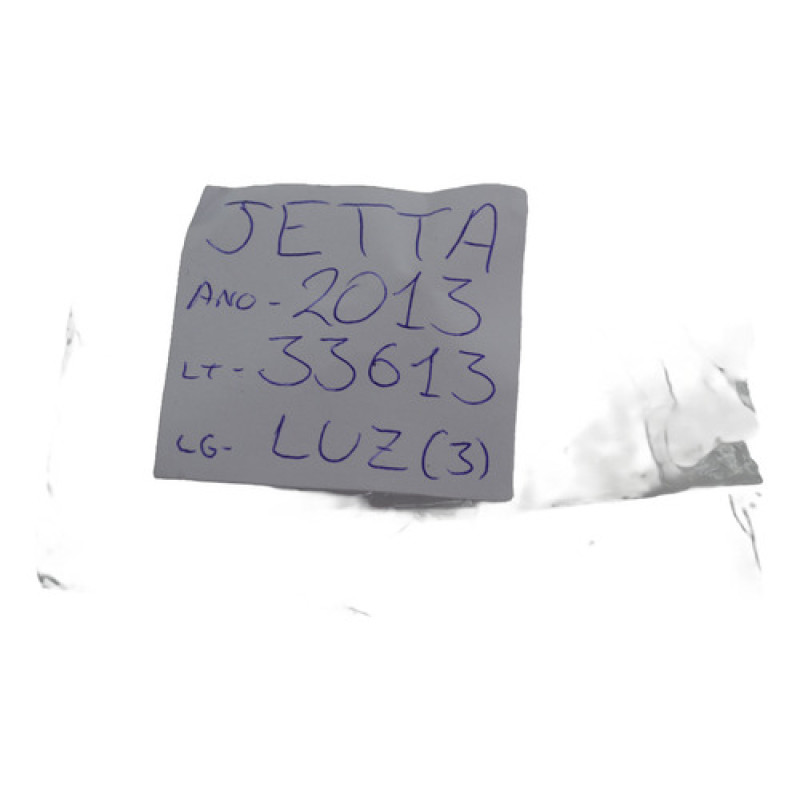 JETTA
ANO - 2013
LT - 33613
LG - LUZ (3)